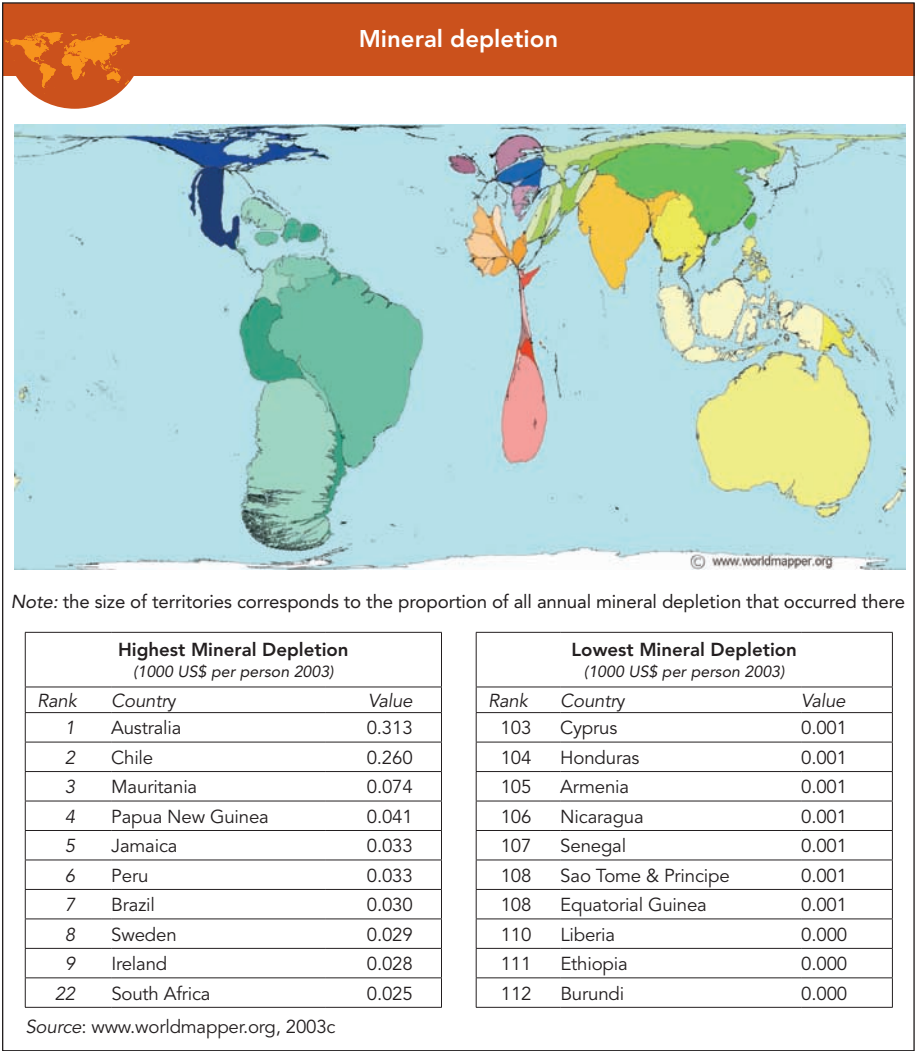 Mineral depletion
© www.worldmapper.org
Note: the size of territories corresponds to the proportion of all annual mineral depletion that occurred there
Highest Mineral Depletion
(1000 US$ per person 2003)
Rank Country Value
1 Australia 0.313
2 Chile 0.260
3 Mauritania 0.074
4 Papua New Guinea 0.041
5 Jamaica 0.033
6 Peru 0.033
7 Brazil 0.030
8 Sweden 0.029
9 Ireland 0.028
22 South Africa 0.025
Lowest Mineral Depletion
(1000 US$ per person 2003)
Rank Country Value
103 Cyprus 0.001
104 Honduras 0.001
105 Armenia 0.001
106 Nicaragua 0.001
107 Senegal 0.001
108 Sao Tome & Principe 0.001
108 Equatorial Guinea 0.001
110 Liberia 0.000
111 Ethiopia 0.000
112 Burundi 0.000
Source: www.worldmapper.org, 2003c